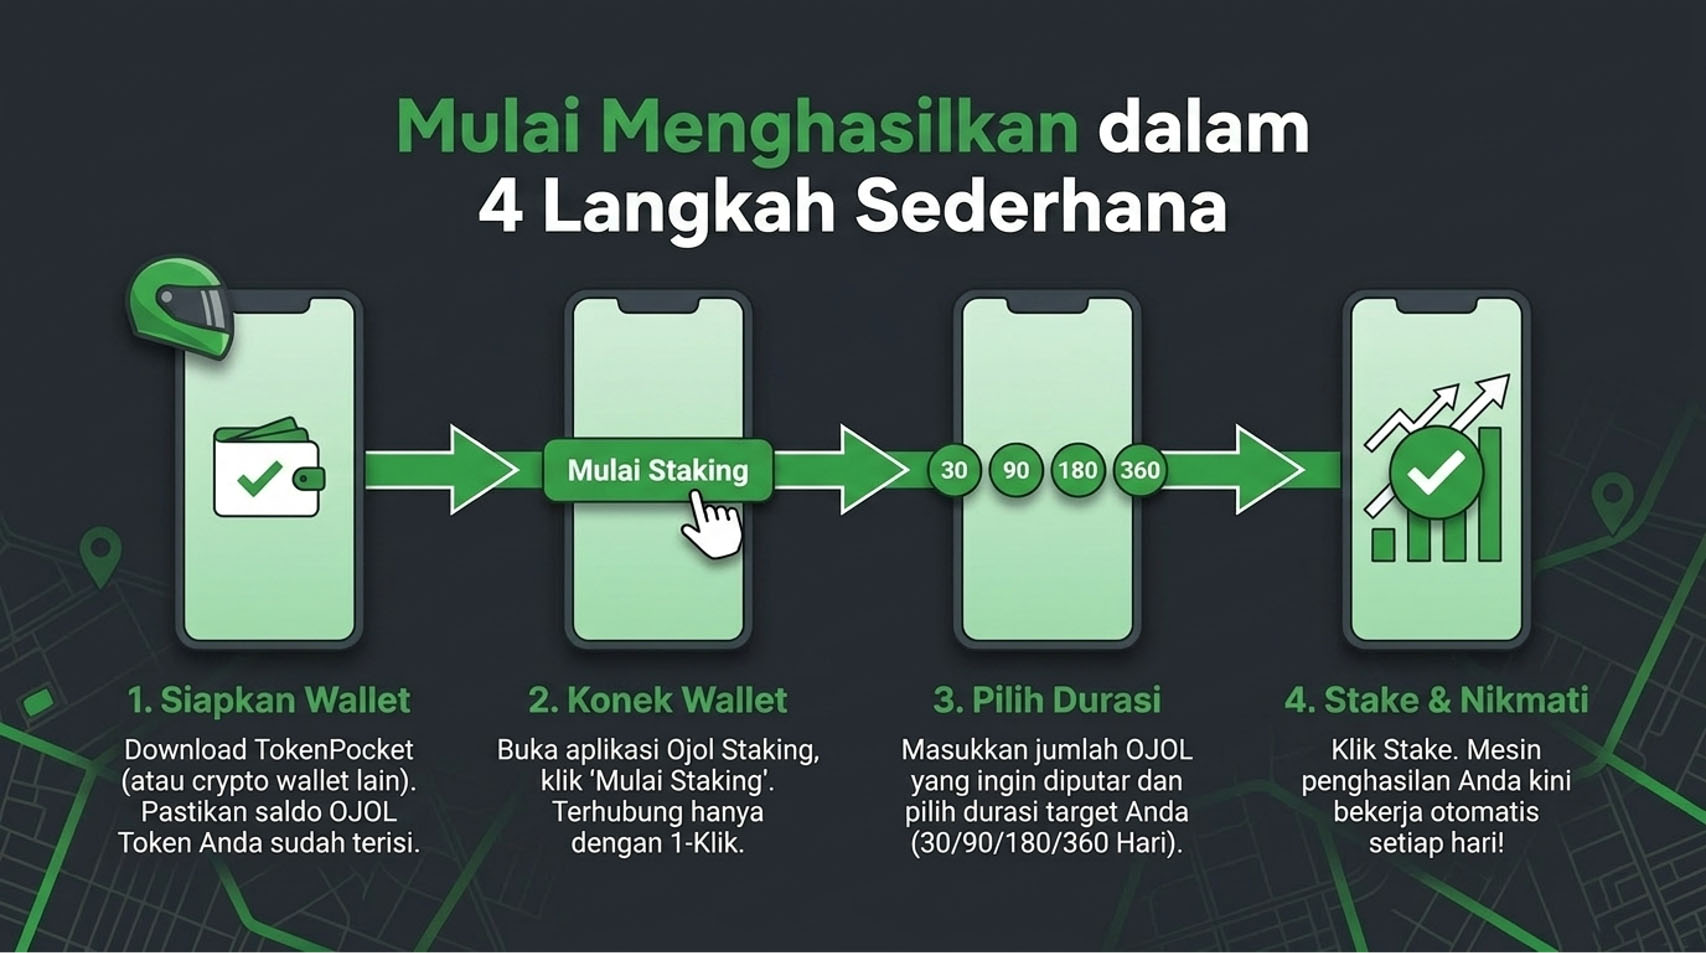 Mulai Menghasilkan dalam
4 Langkah Sederhana
Mulai Staking
30 90 180 360
1. Siapkan Wallet
Download TokenPocket
(atau crypto wallet lain).
Pastikan saldo OJOL
Token Anda sudah terisi.
2. Konek Wallet
Buka aplikasi Ojol Staking,
klik ‘Mulai Staking’.
Terhubung hanya
dengan 1-Klik.
3. Pilih Durasi
Masukkan jumlah OJOL
yang ingin diputar dan
pilih durasi target Anda
(30/90/180/360 Hari).
4. Stake & Nikmati
Klik Stake. Mesin
penghasilan Anda kini
bekerja otomatis
setiap hari!